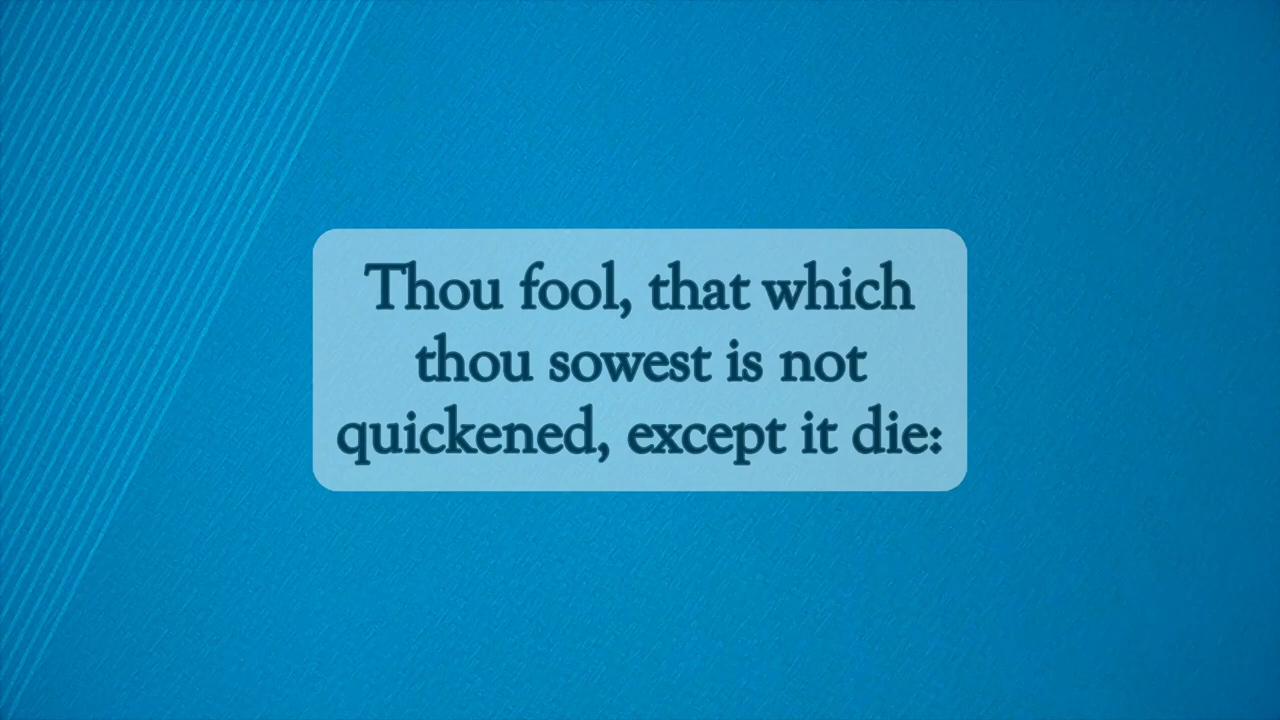 Thou fool, that which
thou sowest is not
quickened, except it die: